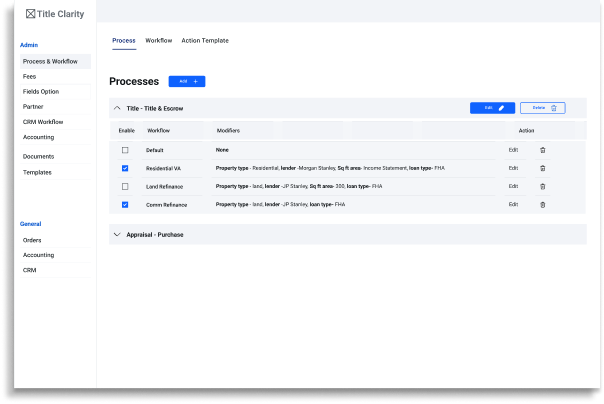 Title Clarity
Process Workflow Action Template
Admin
Process & Workflow
Fees
Fields Option
Partner
CRM Workflow
Accounting
Documents
Templates
General
Orders
Accounting
CRM
Processes Add +
Title - Title & Escrow Edit Delete
Enable Workflow Modifiers Action
Default None Edit
Residential VA Property type - Residential, lender -Morgan Stanley, Sq ft area- Income Statement, loan type- FHA Edit
Land Refinance Property type - land, lender -JP Stanley, Sq ft area- 300, loan type- FHA Edit
Comm Refinance Property type - land, lender -JP Stanley, loan type- FHA Edit
Appraisal - Purchase